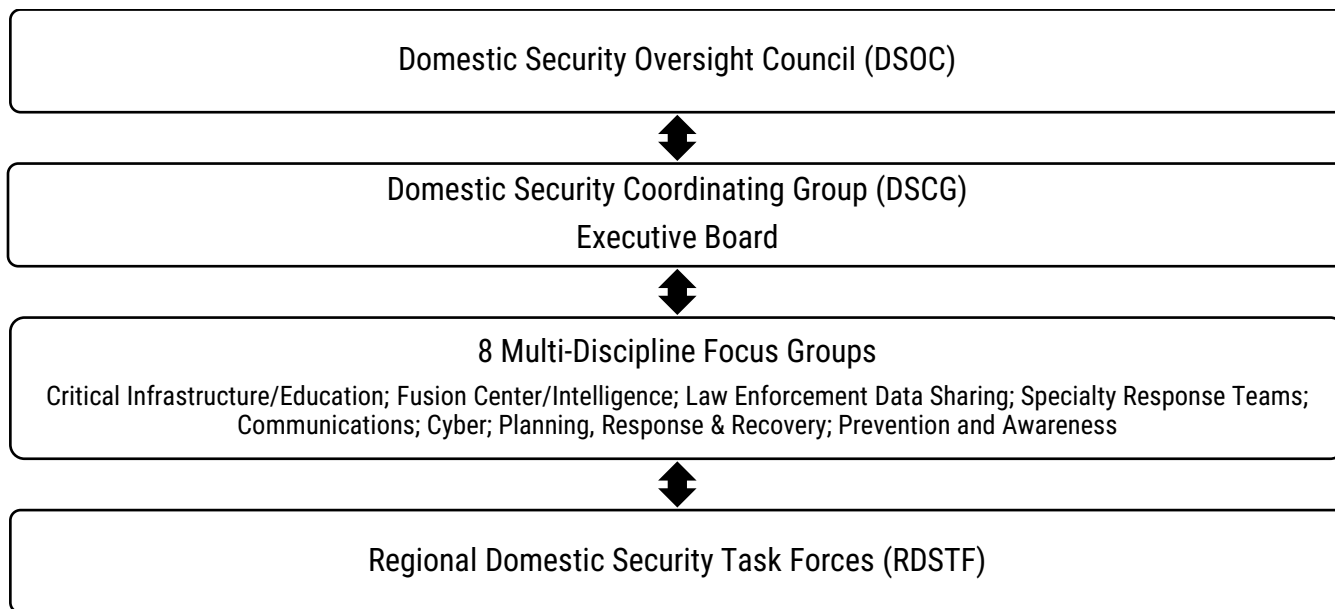 Domestic Security Oversight Council (DSOC)
Domestic Security Coordinating Group (DSCG)
Executive Board
8 Multi-Discipline Focus Groups
Critical Infrastructure/Education; Fusion Center/Intelligence; Law Enforcement Data Sharing; Specialty Response Teams;
Communications; Cyber; Planning, Response & Recovery; Prevention and Awareness
Regional Domestic Security Task Forces (RDSTF)